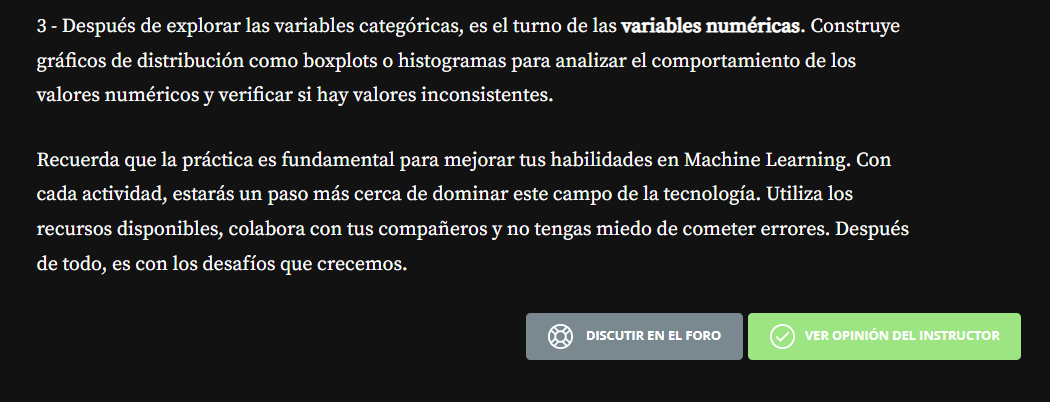 3 - Después de explorar las variables categóricas, es el turno de las variables numéricas. Construye
gráficos de distribución como boxplots o histogramas para analizar el comportamiento de los
valores numéricos y verificar si hay valores inconsistentes.
Recuerda que la práctica es fundamental para mejorar tus habilidades en Machine Learning. Con
cada actividad, estarás un paso más cerca de dominar este campo de la tecnología. Utiliza los
recursos disponibles, colabora con tus compañeros y no tengas miedo de cometer errores. Después
de todo, es con los desafíos que crecemos.
DISCUTIR EN EL FORO
VER OPINIÓN DEL INSTRUCTOR